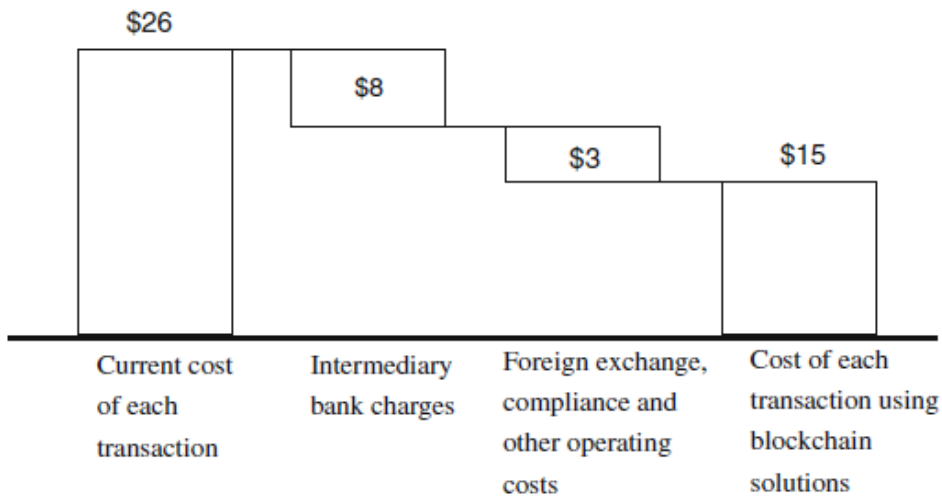 $26
$8
$3
$15
Current cost
of each
transaction
Intermediary
bank charges
Foreign exchange,
compliance and
other operating
costs
Cost of each
transaction using
blockchain
solutions